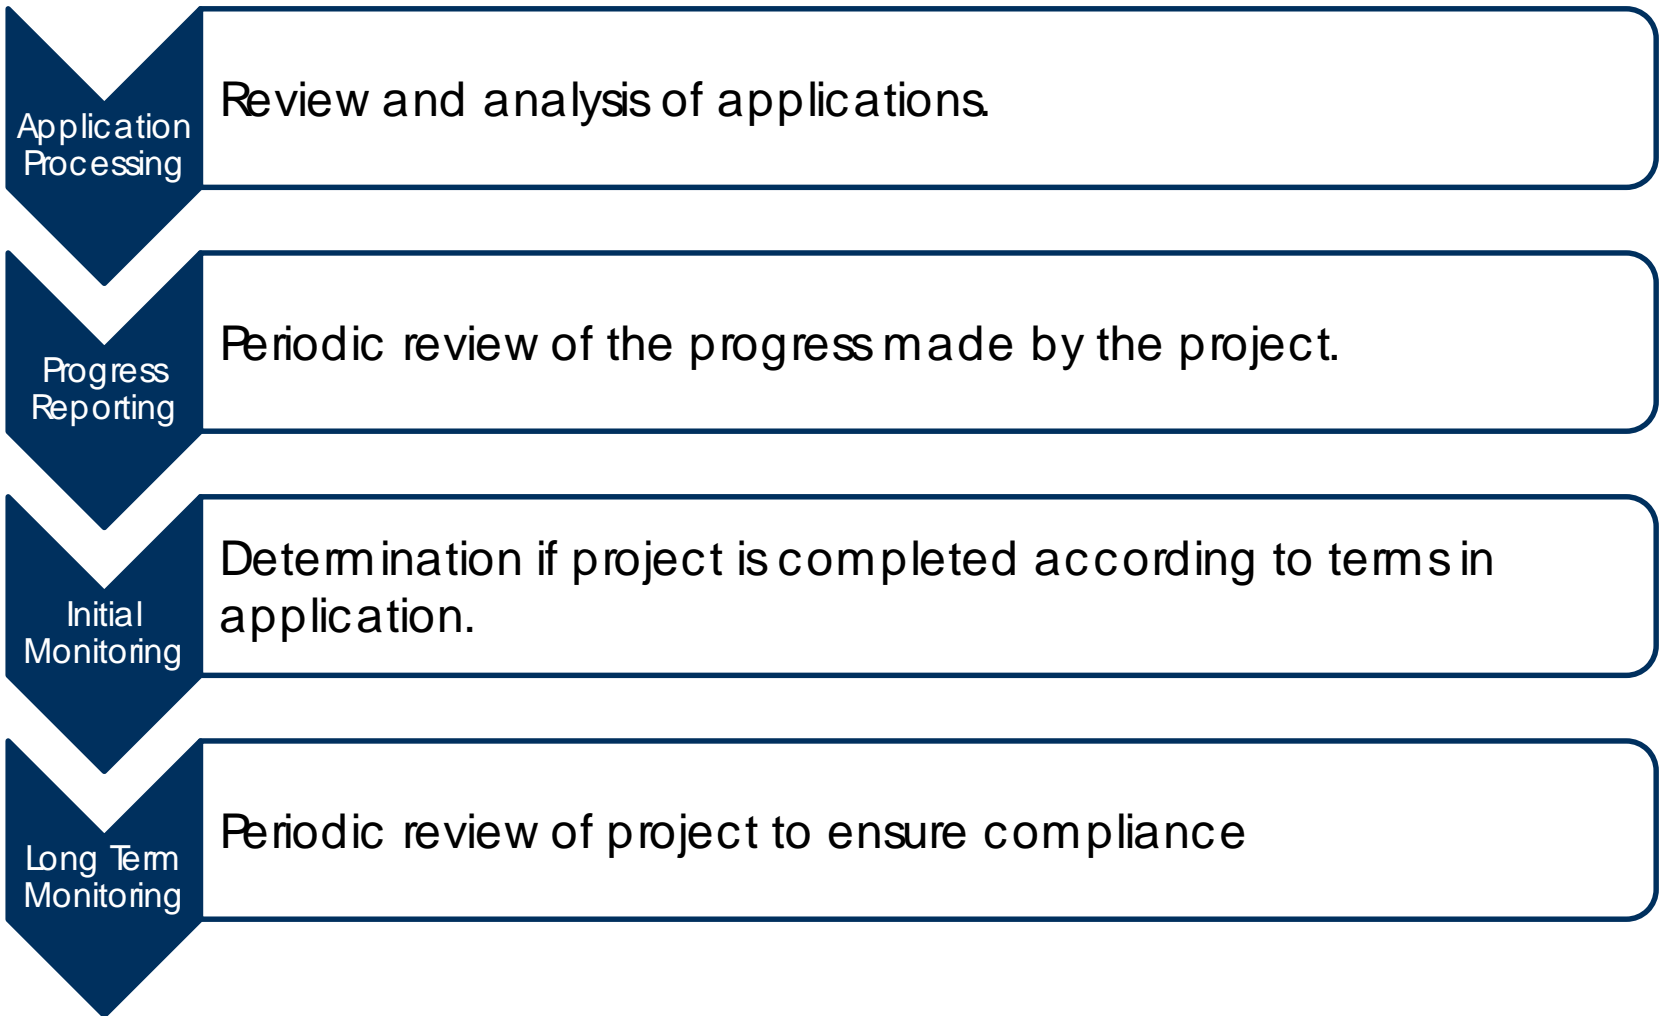 Application
Processing
Review and analysis of applications.
Progress
Reporting
Periodic review of the progress made by the project.
Initial
Monitoring
Determination if project is completed according to terms in
application.
Long Term
Monitoring
Periodic review of project to ensure compliance